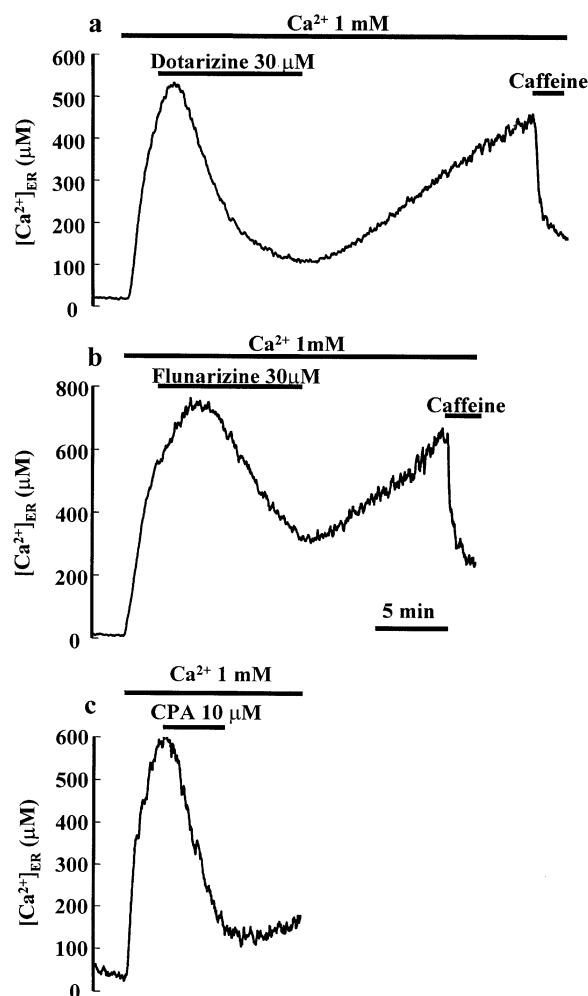 a
Ca²⁺ 1 mM
Dotarizine 30 μM
Caffeine
[Ca²⁺]ER (μM)
600
500
400
300
200
100
0
b
Ca²⁺ 1mM
Flunarizine 30μM
Caffeine
[Ca²⁺]ER (μM)
800
600
400
200
0
5 min
c
Ca²⁺ 1 mM
CPA 10 μM
[Ca²⁺]ER (μM)
600
500
400
300
200
100
0